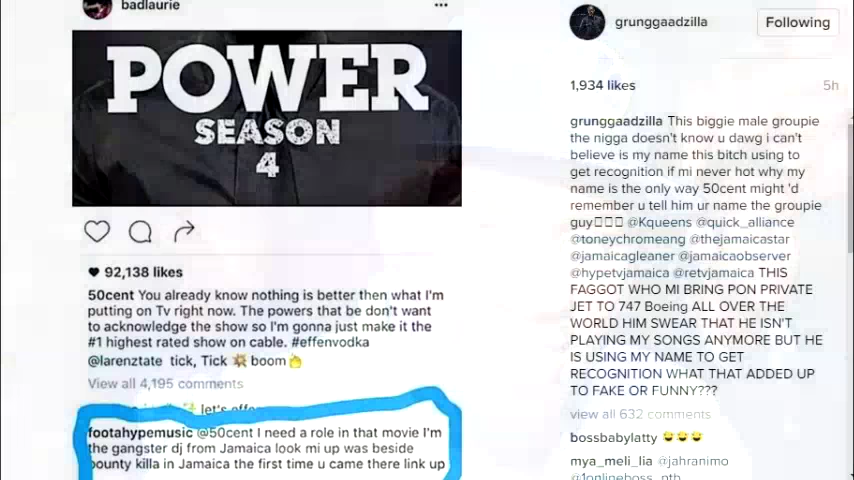 badlaurie
POWER
SEASON
4
92,138 likes
50cent You already know nothing is better then what I'm
putting on Tv right now. The powers that be don't want
to acknowledge the show so I'm gonna just make it the
#1 highest rated show on cable. #effenvodka
@larenztate tick, Tick 💥 boom👏
View all 4,195 comments
let's
footahypemusic @50cent I need a role in that movie I'm
the gangster dj from Jamaica look mi up was beside
bounty killa in Jamaica the first time u came there link up
grunggaadzilla
Following
1,934 likes
5h
grunggaadzilla This biggie male groupie
the nigga doesn't know u dawg i can't
believe is my name this bitch using to
get recognition if mi never hot why my
name is the only way 50cent might 'd
remember u tell him ur name the groupie
guy▯▯▯ @Kqueens @quick_alliance
@toneychromeang @thejamaicastar
@jamaicagleaner @jamaicaobserver
@hypetvjamaica @retvjamaica THIS
FAGGOT WHO MI BRING PON PRIVATE
JET TO 747 Boeing ALL OVER THE
WORLD HIM SWEAR THAT HE ISN'T
PLAYING MY SONGS ANYMORE BUT HE
IS USING MY NAME TO GET
RECOGNITION WHAT THAT ADDED UP
TO FAKE OR FUNNY???
view all 632 comments
bossbabylatty 😂😂😂
mya_meli_lia @jahranimo
@1onlineboss_pth